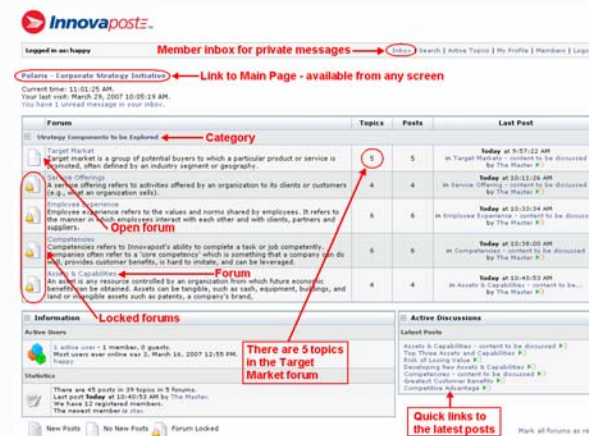 Innovaposte™
Logged in as: happy
Member inbox for private messages
Inbox | Search | Active Topics | My Profile | Members | Logo
Polaris - Corporate Strategy Initiative
Link to Main Page - available from any screen
Current time: 11:01:25 AM.
Your last visit: March 29, 2007 10:05:19 AM.
You have 1 unread message in your inbox.
Forum Topics Posts Last Post
Strategy Components to be Explored
Category
Target Market
Target market is a group of potential buyers to which a particular product or service is
promoted, often defined by an industry segment or geography.
5 5
Today at 9:57:22 AM
in Target Markets - content to be discussed
by The Master
Service Offerings
A service offering refers to activities offered by an organization to its clients or customers
(e.g., what an organization sells).
4 4
Today at 10:11:26 AM
in Service Offering - content to be discussed
by The Master
Employee Experience
Employee experience refers to the values and norms shared by employees. It refers to
the manner in which employees interact with each other and with clients, partners and
suppliers.
6 6
Today at 10:33:24 AM
in Employee Experience - content to be discus
by The Master
Open forum
Competencies
Competencies refers to Innovapost's ability to complete a task or job competently.
Companies often refer to a 'core competency' which is something that a company can do
well, provides customer benefits, is hard to imitate, and can be leveraged.
6 6
Today at 10:38:00 AM
in Competencies - content to be discussed
by The Master
Assets & Capabilities
Forum
An asset is any resource controlled by an organization from which future economic
benefits can be obtained. Assets can be tangible, such as cash, equipment, buildings, and
land or intangible assets such as patents, a company's brand,
4 4
Today at 10:40:53 AM
in Assets & Capabilities - content to be...
by The Master
Locked forums
There are 5 topics
in the Target
Market forum
Information
Active Users
1 active user - 1 member, 0 guests.
Most users ever online was 2, March 16, 2007 12:55 PM.
happy
Statistics
There are 45 posts in 39 topics in 5 forums.
Last post Today at 10:40:53 AM by The Master.
We have 12 registered members.
The newest member is stav.
Active Discussions
Latest Posts
Assets & Capabilities - content to be discussed
Top Three Assets and Capabilities
Risk of Losing Value
Developing New Assets & Capabilities
Competencies - content to be discussed
Greatest Customer Benefits
Competitive Advantage
Quick links to
the latest posts
New Posts No New Posts Forum Locked
Mark all forums as re